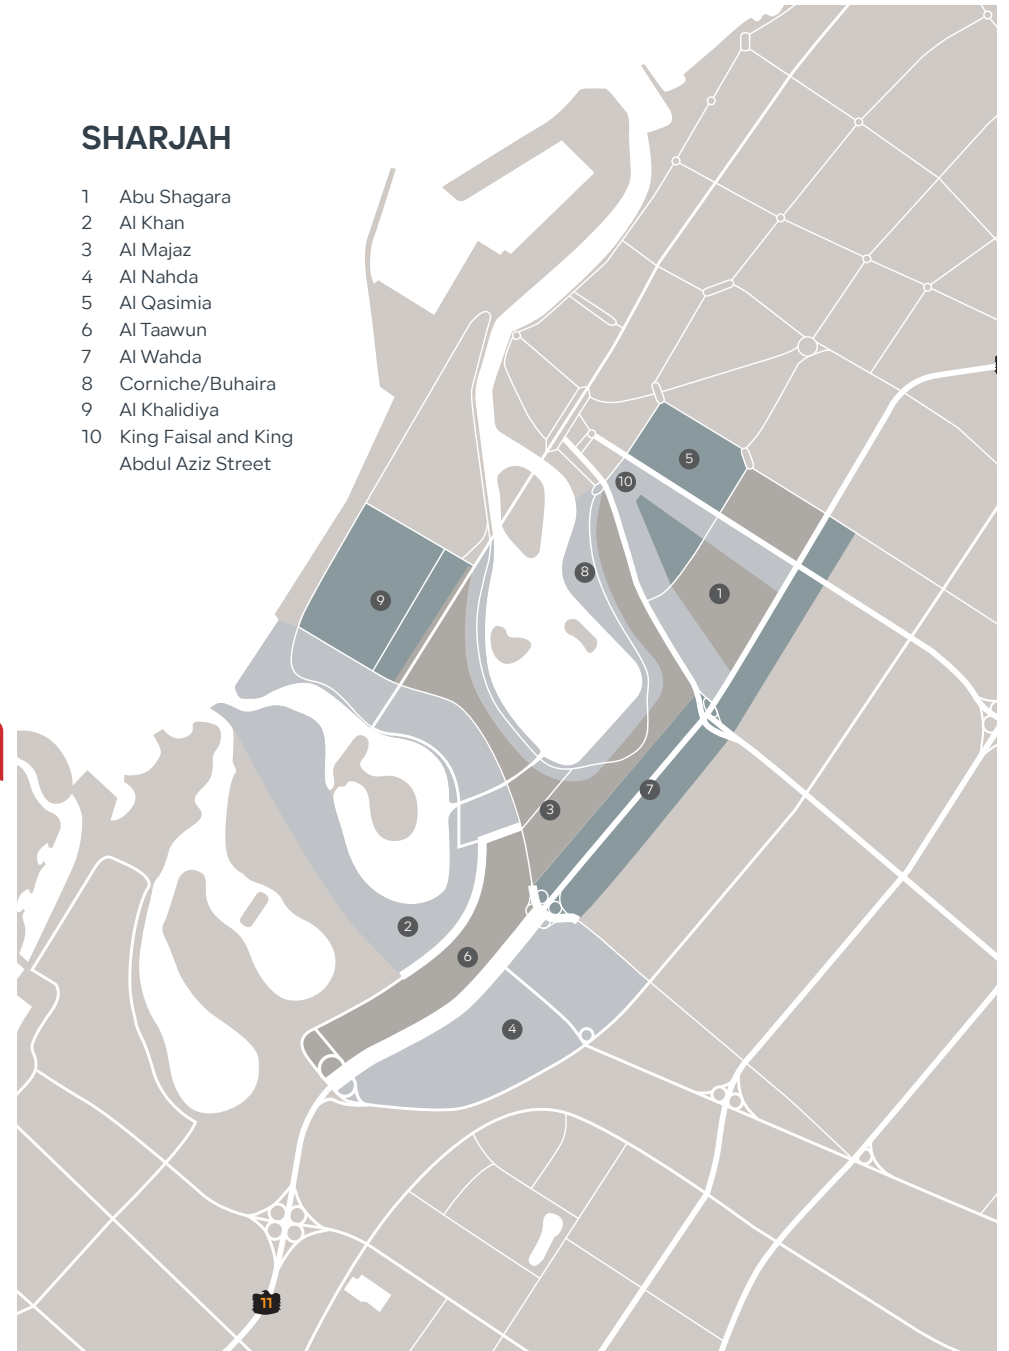 SHARJAH
1 Abu Shagara
2 Al Khan
3 Al Majaz
4 Al Nahda
5 Al Qasimia
6 Al Taawun
7 Al Wahda
8 Corniche/Buhaira
9 Al Khalidiya
10 King Faisal and King
Abdul Aziz Street
5
10
8
1
9
7
3
2
6
4
11